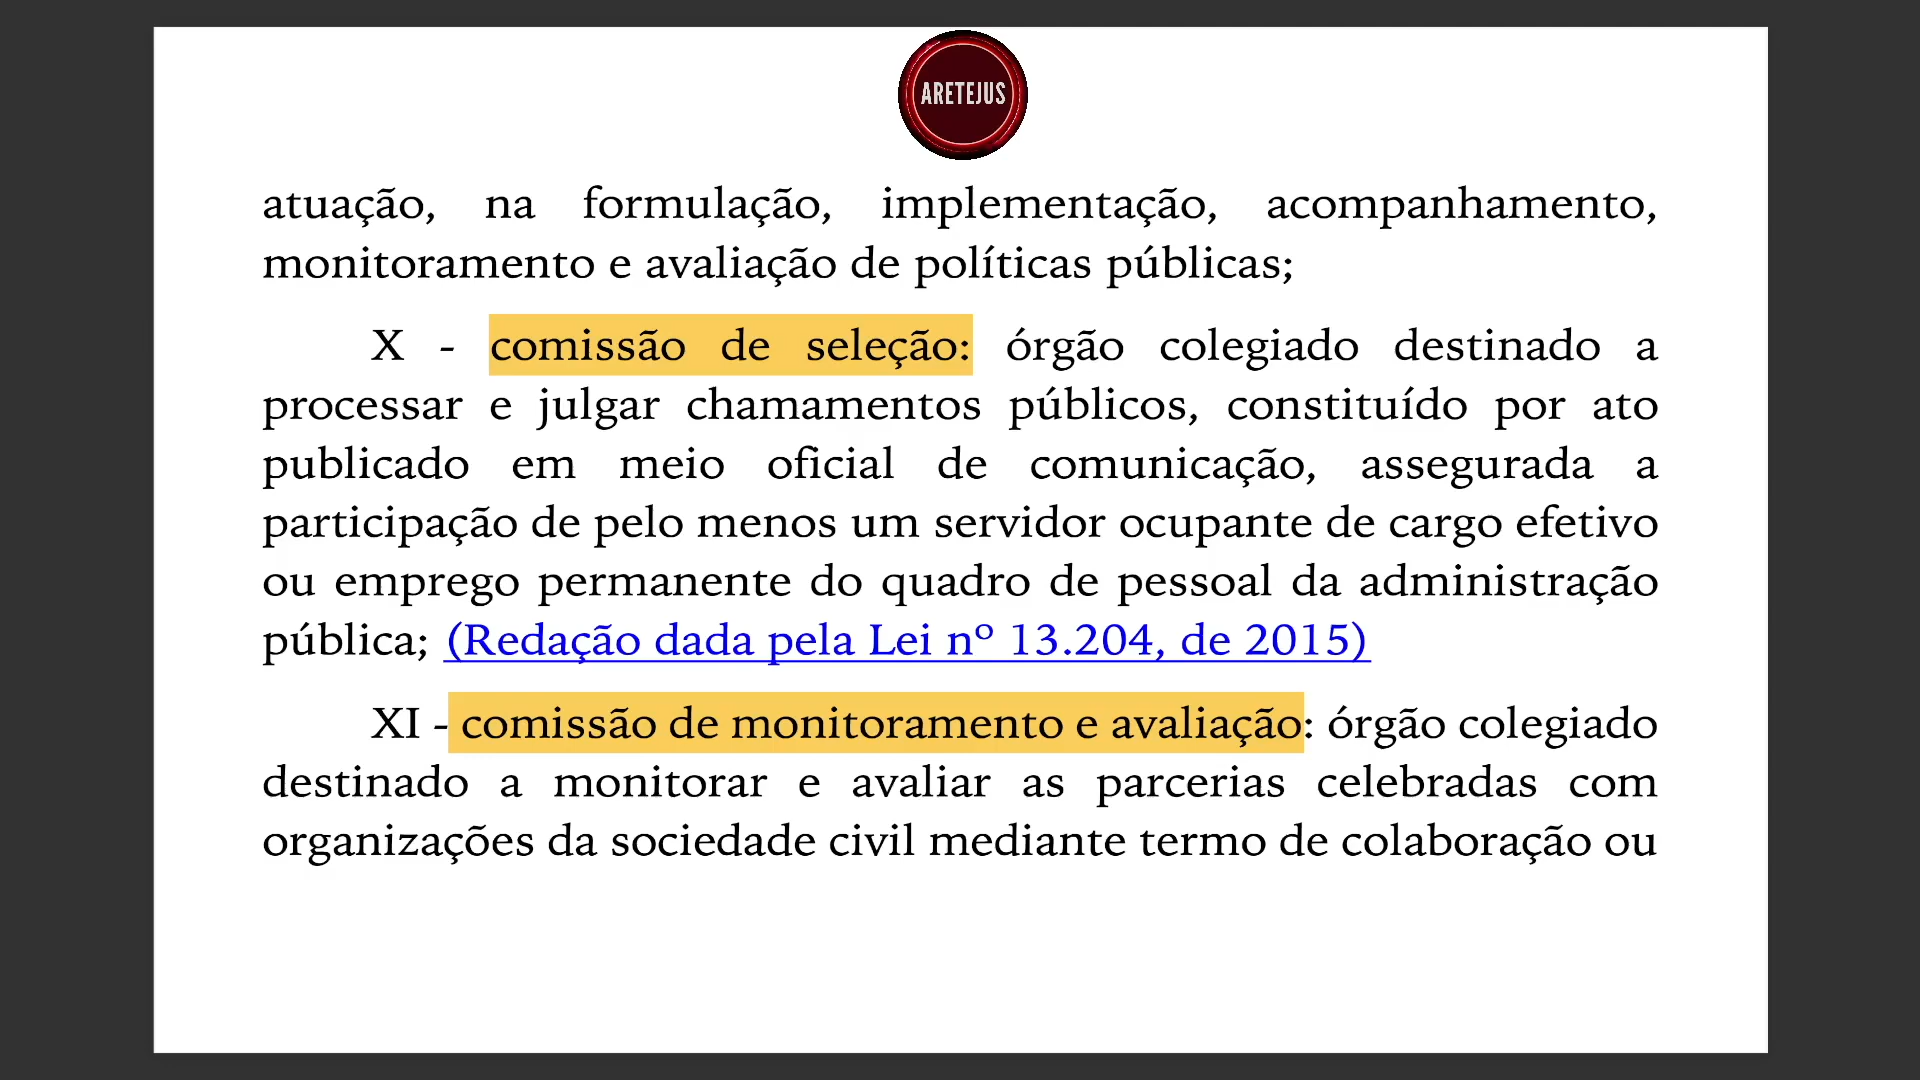 ARETEJUS
atuação, na formulação, implementação, acompanhamento,
monitoramento e avaliação de políticas públicas;
X - comissão de seleção: órgão colegiado destinado a
processar e julgar chamamentos públicos, constituído por ato
publicado em meio oficial de comunicação, assegurada a
participação de pelo menos um servidor ocupante de cargo efetivo
ou emprego permanente do quadro de pessoal da administração
pública; (Redação dada pela Lei nº 13.204, de 2015)
XI - comissão de monitoramento e avaliação: órgão colegiado
destinado a monitorar e avaliar as parcerias celebradas com
organizações da sociedade civil mediante termo de colaboração ou